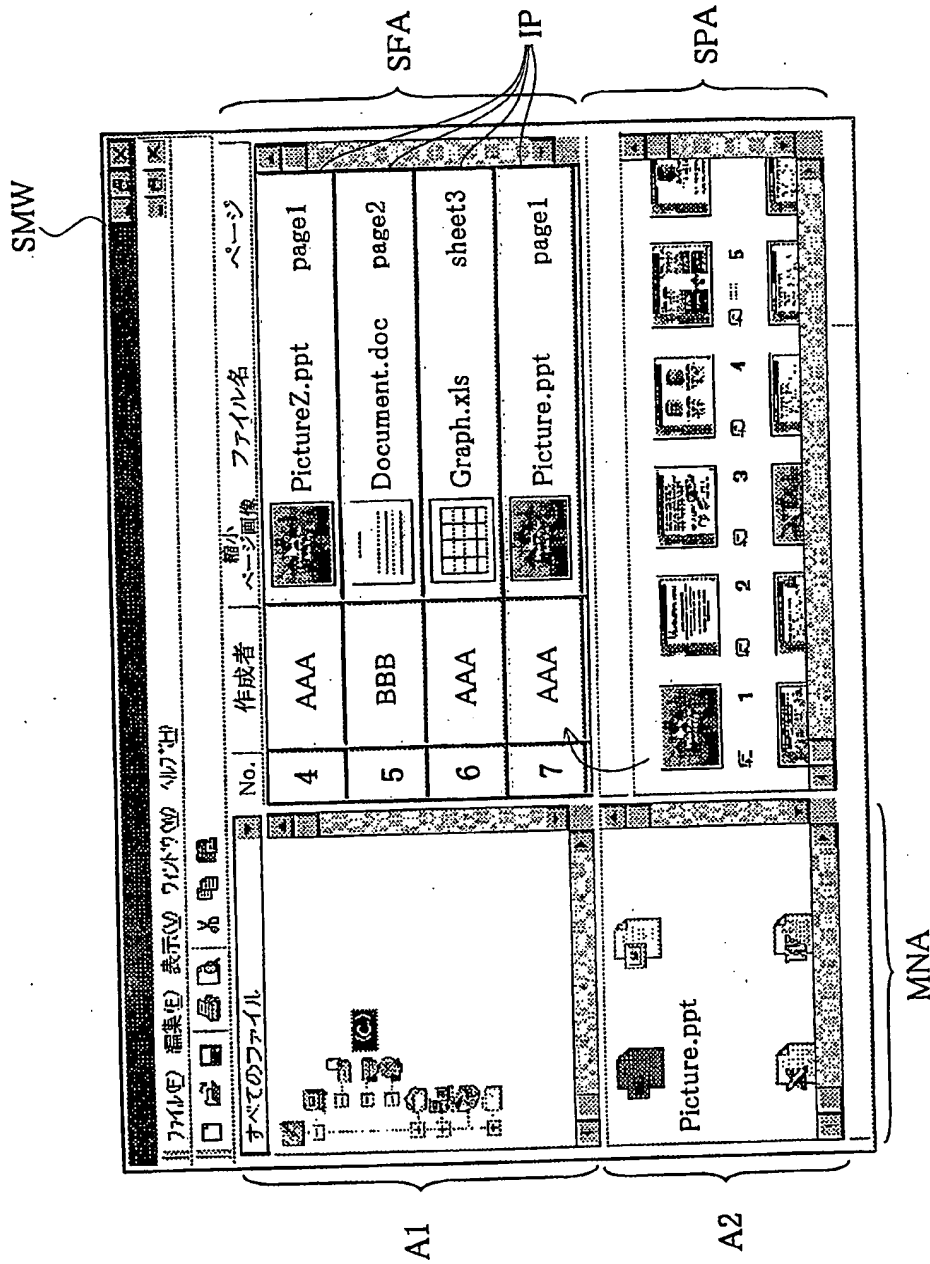 SMW
ファイル(F) 編集(E) 表示(V) ウィンドウ(W) ヘルプ(H)
すべてのファイル
(C)
No. 作成者 縮小ページ画像 ファイル名 ページ
4 AAA PictureZ.ppt page1
5 BBB Document.doc page2
6 AAA Graph.xls sheet3
7 AAA Picture.ppt page1
Picture.ppt
1 2 3 4 5
A1
A2
MNA
SFA
IP
SPA